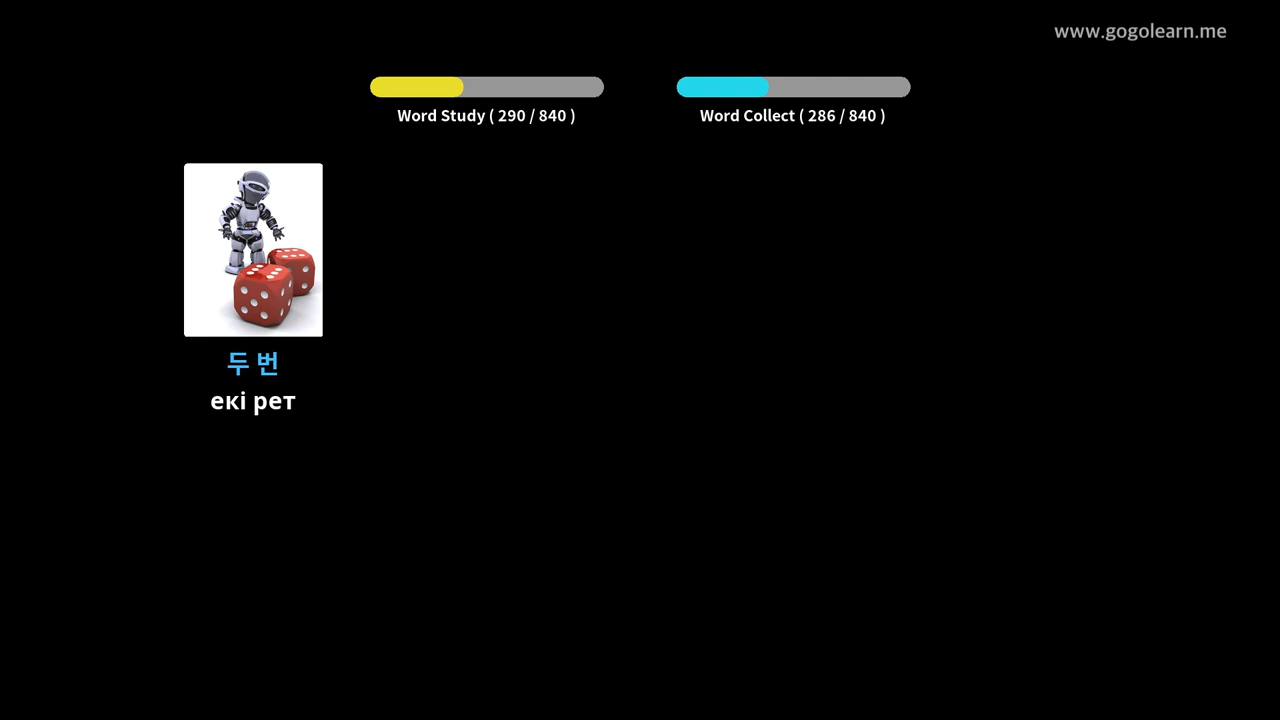 www.gogolearn.me
Word Study ( 290 / 840 )
Word Collect ( 286 / 840 )
두 번
екі рет